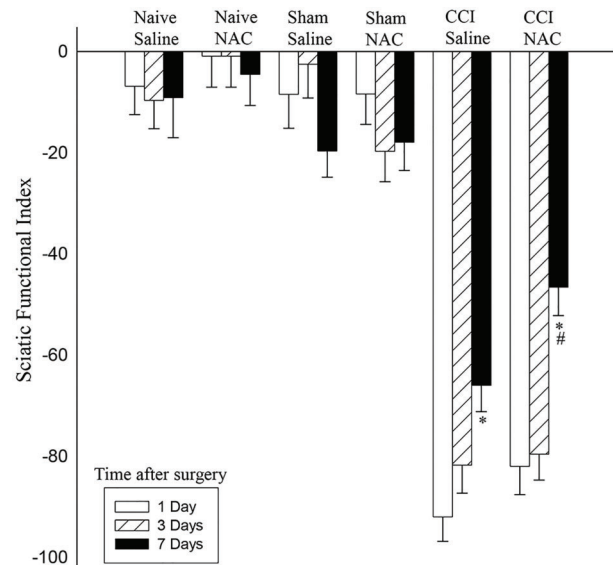 Naive Naive Sham Sham CCI CCI
Saline NAC Saline NAC Saline NAC
0
-20
-40
-60
-80
-100
Sciatic Functional Index
*
#
*
Time after surgery
1 Day
3 Days
7 Days